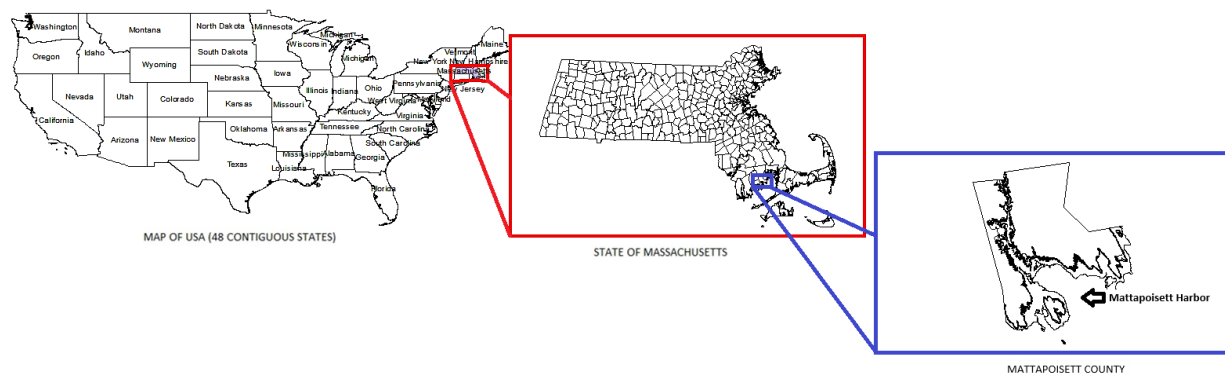 Washington
Montana
North Dakota
Minnesota
Michigan
Maine
Oregon
Idaho
Wyoming
South Dakota
Wisconsin
Michigan
Vermont
New York New Hampshire
Massachusetts
Nebraska
Iowa
Illinois
Indiana
Ohio
Pennsylvania
New Jersey
Nevada
Utah
Colorado
Kansas
Missouri
West Virginia
Maryland
Kentucky
Virginia
California
Arizona
New Mexico
Oklahoma
Arkansas
Tennessee
North Carolina
South Carolina
Texas
Louisiana
Mississippi
Alabama
Georgia
Florida
MAP OF USA (48 CONTIGUOUS STATES)
STATE OF MASSACHUSETTS
Mattapoisett Harbor
MATTAPOISETT COUNTY